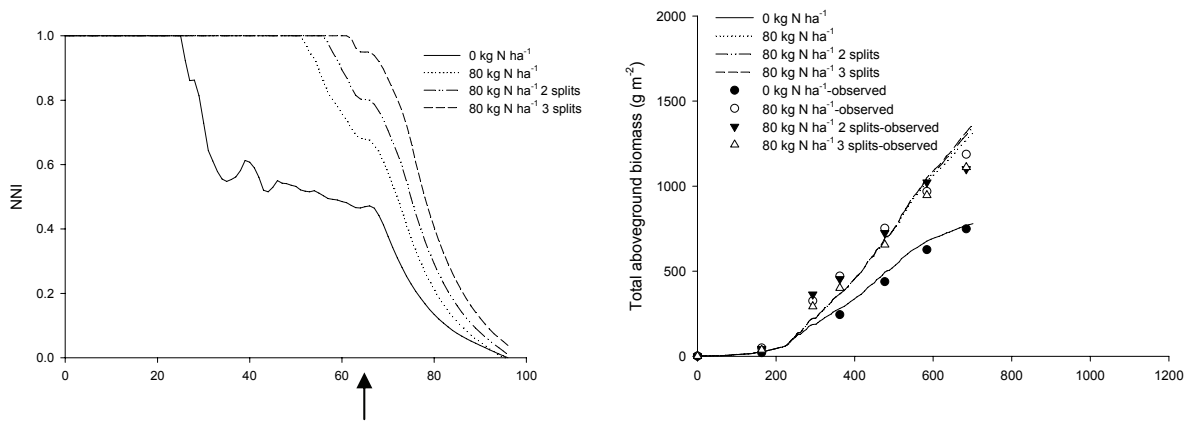 NNI
1.0
0.8
0.6
0.4
0.2
0.0
0 20 40 60 80 100
0 kg N ha⁻¹
80 kg N ha⁻¹
80 kg N ha⁻¹ 2 splits
80 kg N ha⁻¹ 3 splits
Total aboveground biomass (g m⁻²)
2000
1500
1000
500
0
0 200 400 600 800 1000 1200
0 kg N ha⁻¹
80 kg N ha⁻¹
80 kg N ha⁻¹ 2 splits
80 kg N ha⁻¹ 3 splits
0 kg N ha⁻¹-observed
80 kg N ha⁻¹-observed
80 kg N ha⁻¹ 2 splits-observed
80 kg N ha⁻¹ 3 splits-observed